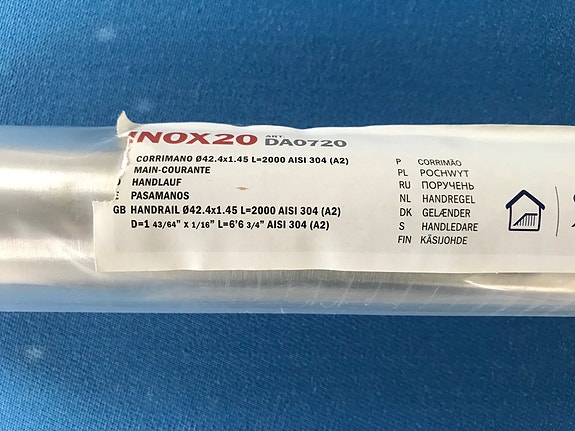 INOX20 ART. DA0720
CORRIMANO Ø42.4x1.45 L=2000 AISI 304 (A2)
MAIN-COURANTE
HANDLAUF
PASAMANOS
GB HANDRAIL Ø42.4x1.45 L=2000 AISI 304 (A2)
D=1 43/64" x 1/16" L=6'6 3/4" AISI 304 (A2)
P CORRIMÃO
PL POCHWYT
RU ПОРУЧЕНЬ
NL HANDREGEL
DK GELÆNDER
S HANDLEDARE
FIN KÄSIJOHDE